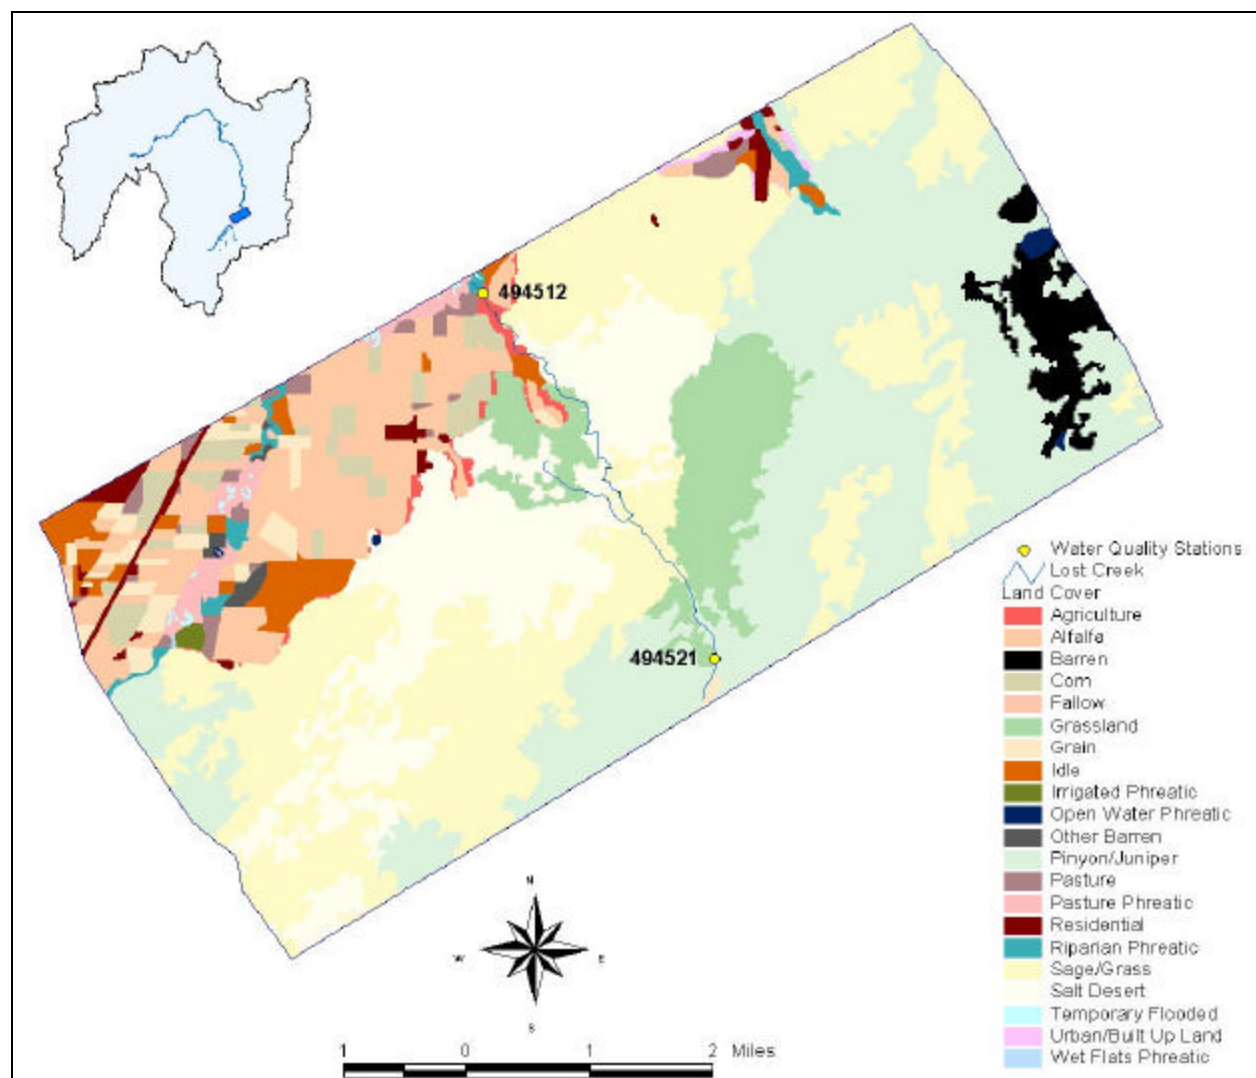 494512
494521
Water Quality Stations
Lost Creek
Land Cover
Agriculture
Alfalfa
Barren
Corn
Fallow
Grassland
Grain
Idle
Irrigated Phreatic
Open Water Phreatic
Other Barren
Pinyon/Juniper
Pasture
Pasture Phreatic
Residential
Riparian Phreatic
Sage/Grass
Salt Desert
Temporary Flooded
Urban/Built Up Land
Wet Flats Phreatic
N
W E
S
1 0 1 2 Miles